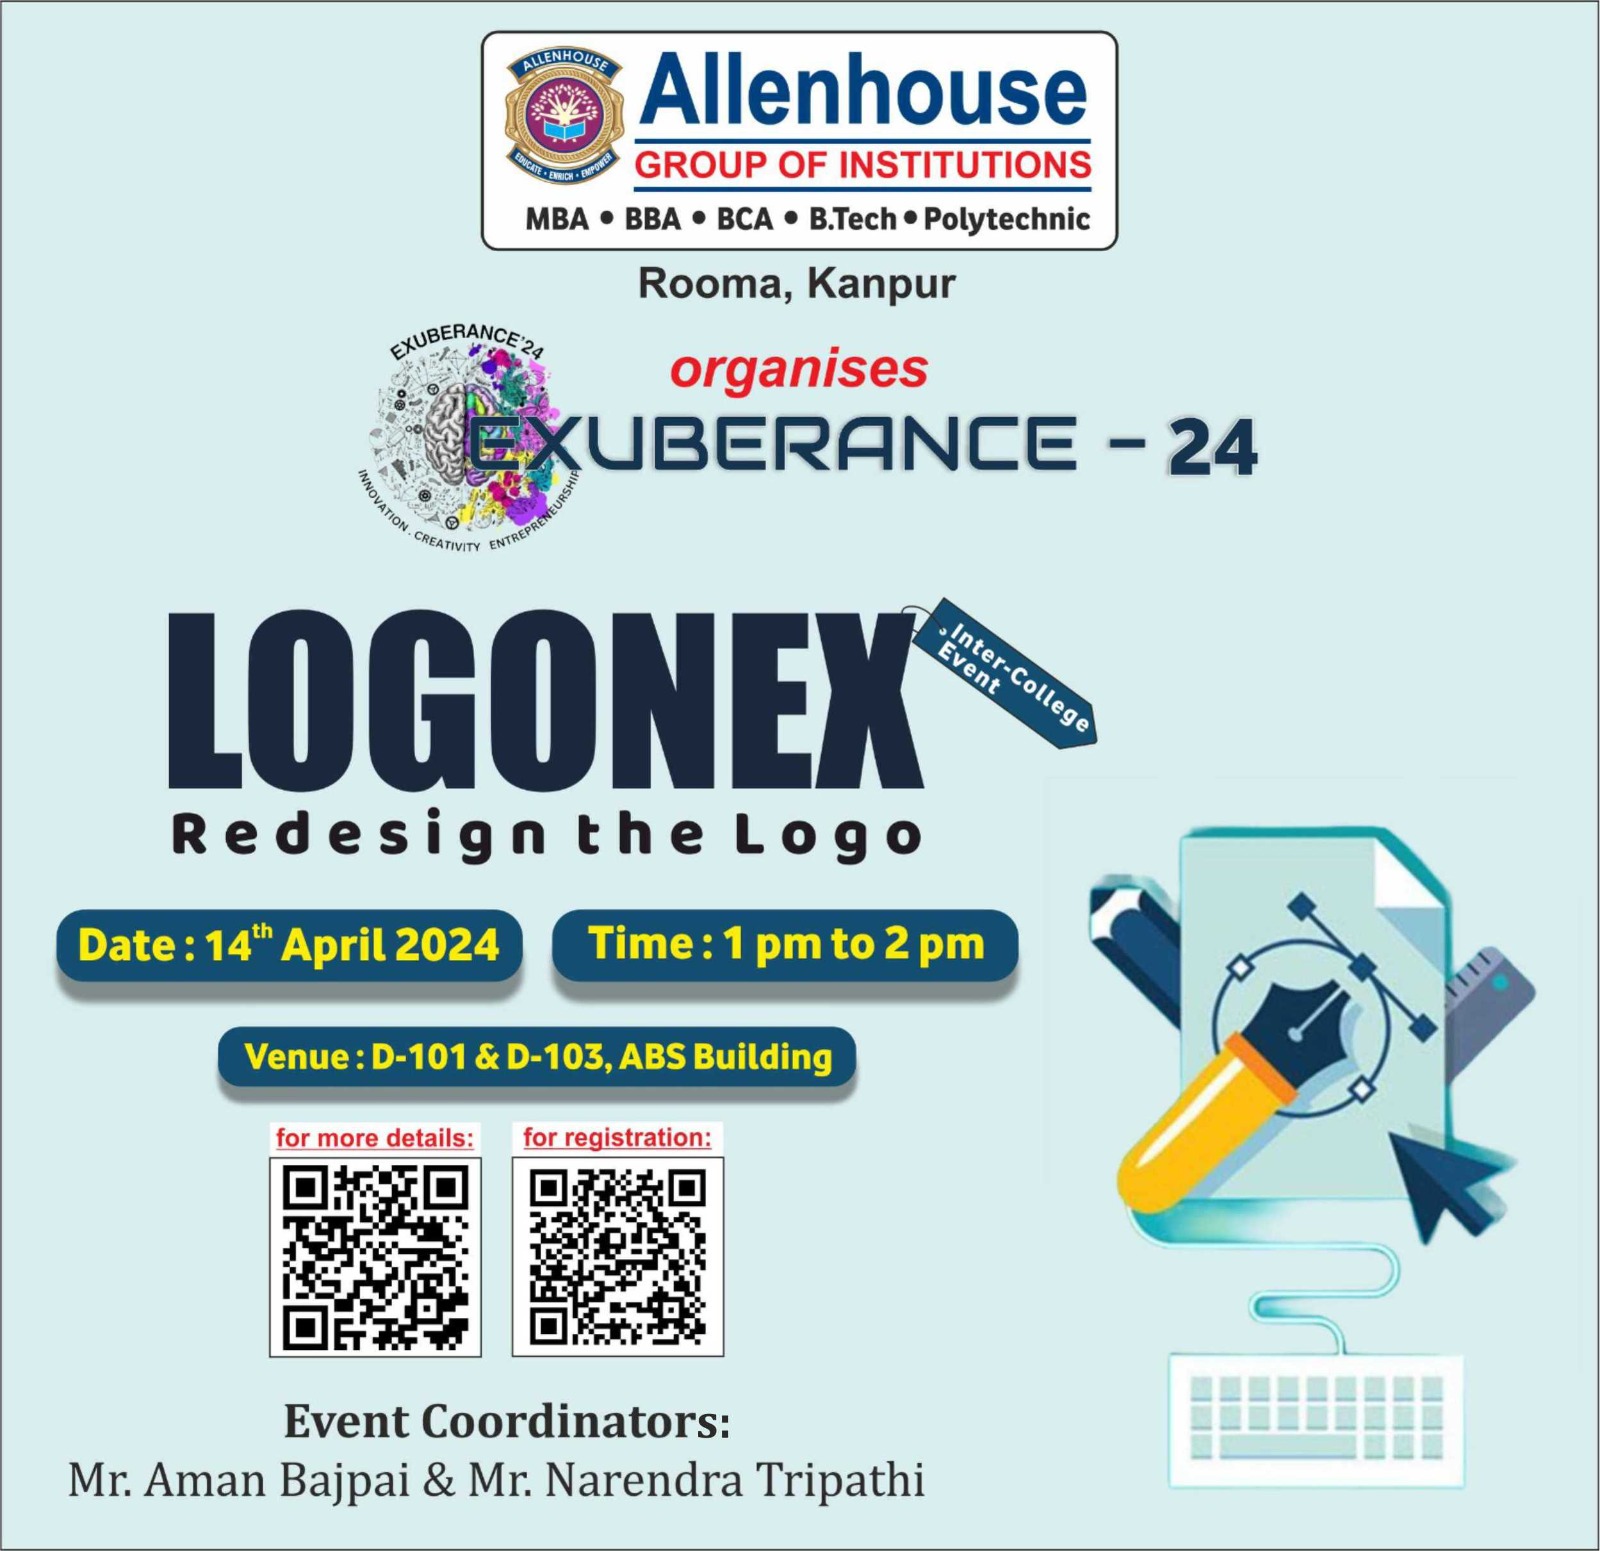 ALLENHOUSE
EDUCATE • ENRICH • EMPOWER
Allenhouse
GROUP OF INSTITUTIONS
MBA • BBA • BCA • B.Tech • Polytechnic
Rooma, Kanpur
organises
EXUBERANCE'24
EXUBERANCE - 24
INNOVATION . CREATIVITY ENTREPRENEURSHIP
LOGONEX
Inter-College
Event
Redesign the Logo
Date : 14th April 2024
Time : 1 pm to 2 pm
Venue : D-101 & D-103, ABS Building
for more details:
for registration:
Event Coordinators:
Mr. Aman Bajpai & Mr. Narendra Tripathi